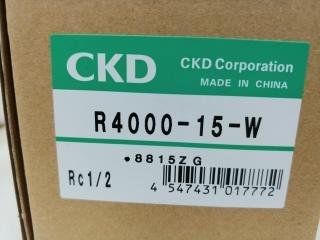 CKD
CKD Corporation
MADE IN CHINA
R4000-15-W
.8815ZG
Rc1/2
4 547431 017772